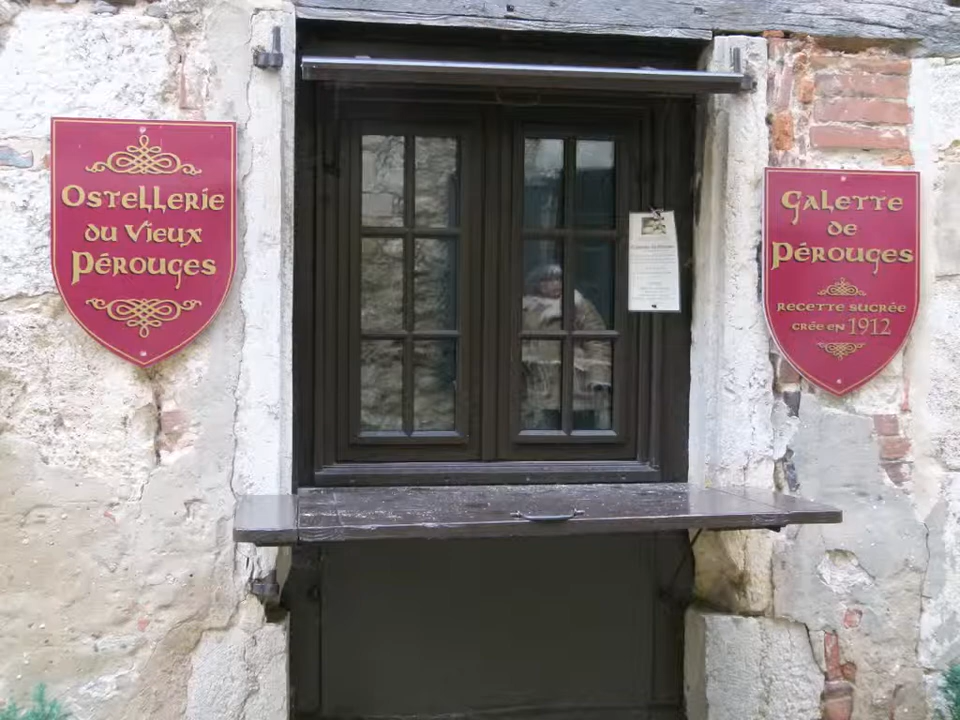 Ostellerie
du Vieux
Pérouges
Galette
de
Pérouges
recette sucrée
crée en 1912